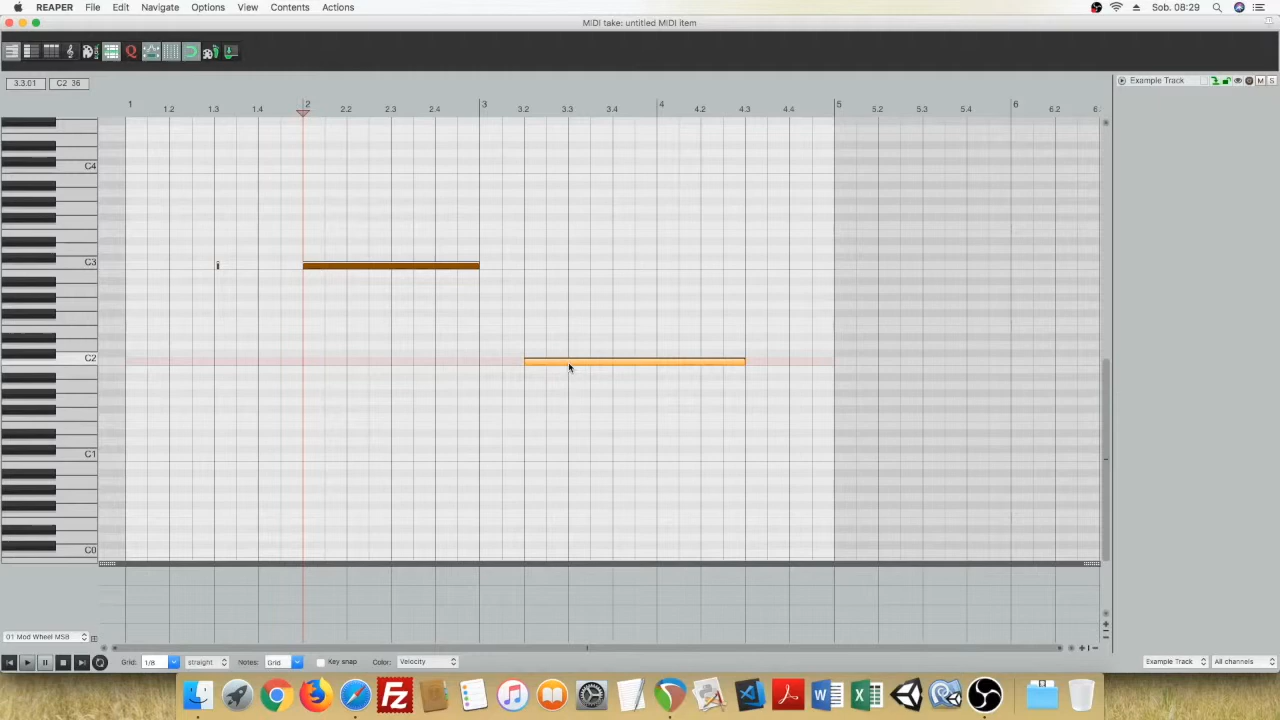 REAPER File Edit Navigate Options View Contents Actions Sob. 08:29
MIDI take: untitled MIDI item
Q
3.3.01 C2 36 Example Track M S
1 1.2 1.3 1.4 2 2.2 2.3 2.4 3 3.2 3.3 3.4 4 4.2 4.3 4.4 5 5.2 5.3 5.4 6 6.2 6.
C4
C3
C2
C1
C0
01 Mod Wheel MSB
Grid: 1/8 straight Notes: Grid Key snap Color: Velocity Example Track All channels
Fz W X